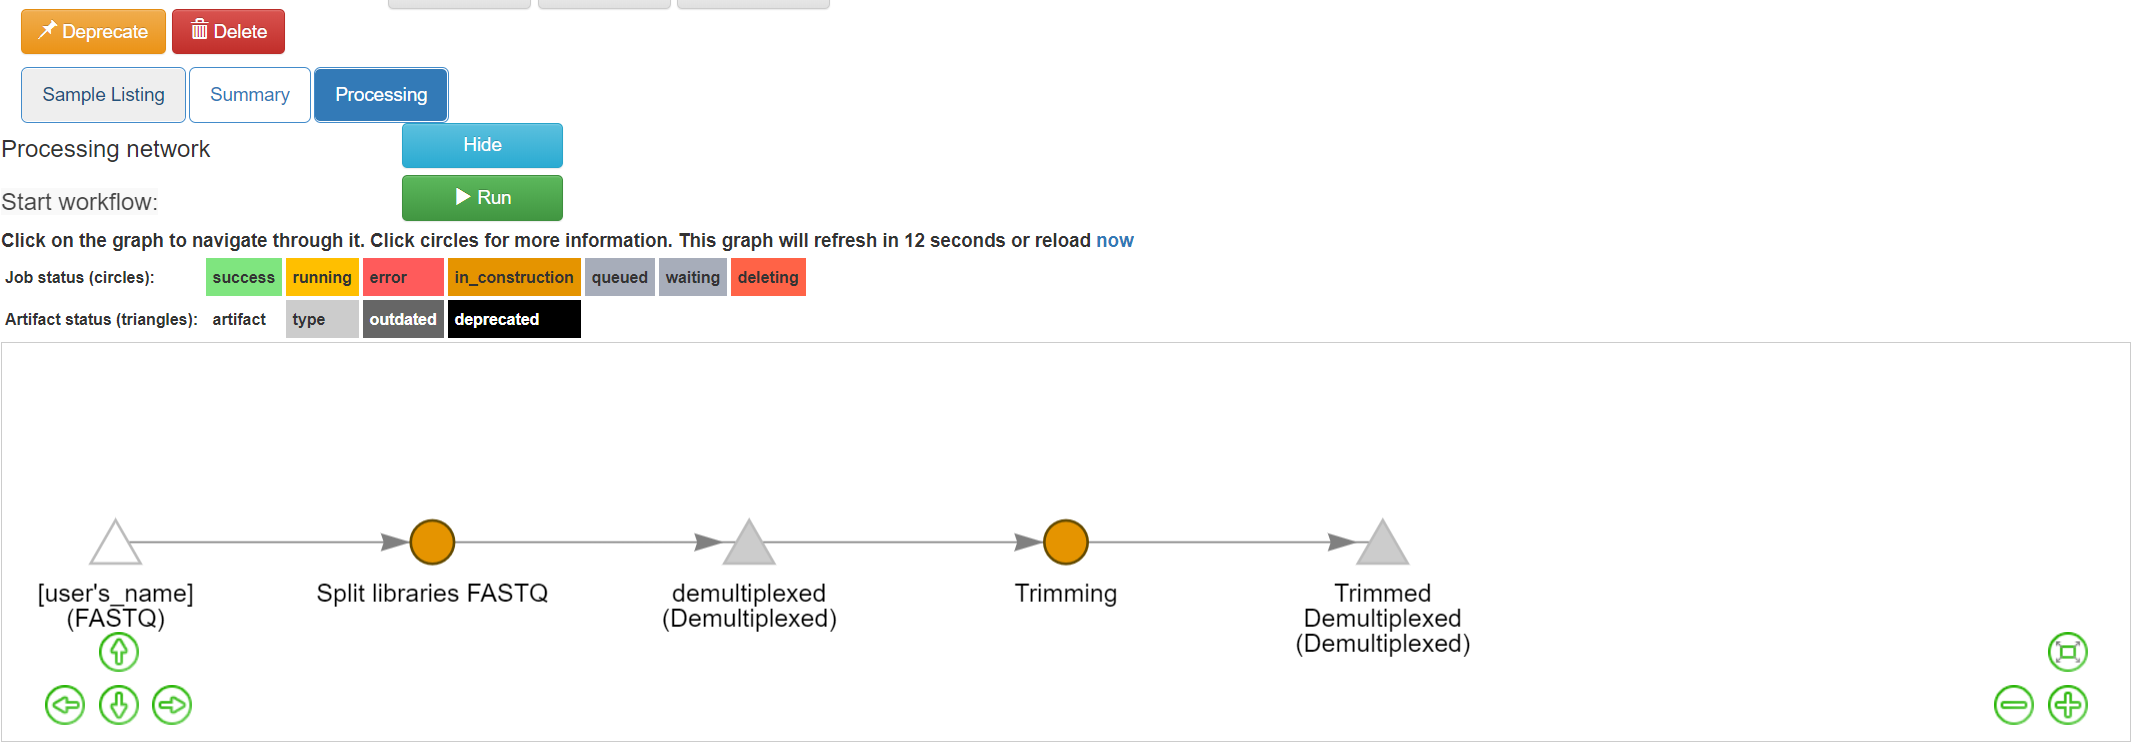 Deprecate Delete
Sample Listing Summary Processing
Processing network Hide
Start workflow: Run
Click on the graph to navigate through it. Click circles for more information. This graph will refresh in 12 seconds or reload now
Job status (circles): success running error in_construction queued waiting deleting
Artifact status (triangles): artifact type outdated deprecated
[user's_name]
(FASTQ)
Split libraries FASTQ
demultiplexed
(Demultiplexed)
Trimming
Trimmed
Demultiplexed
(Demultiplexed)